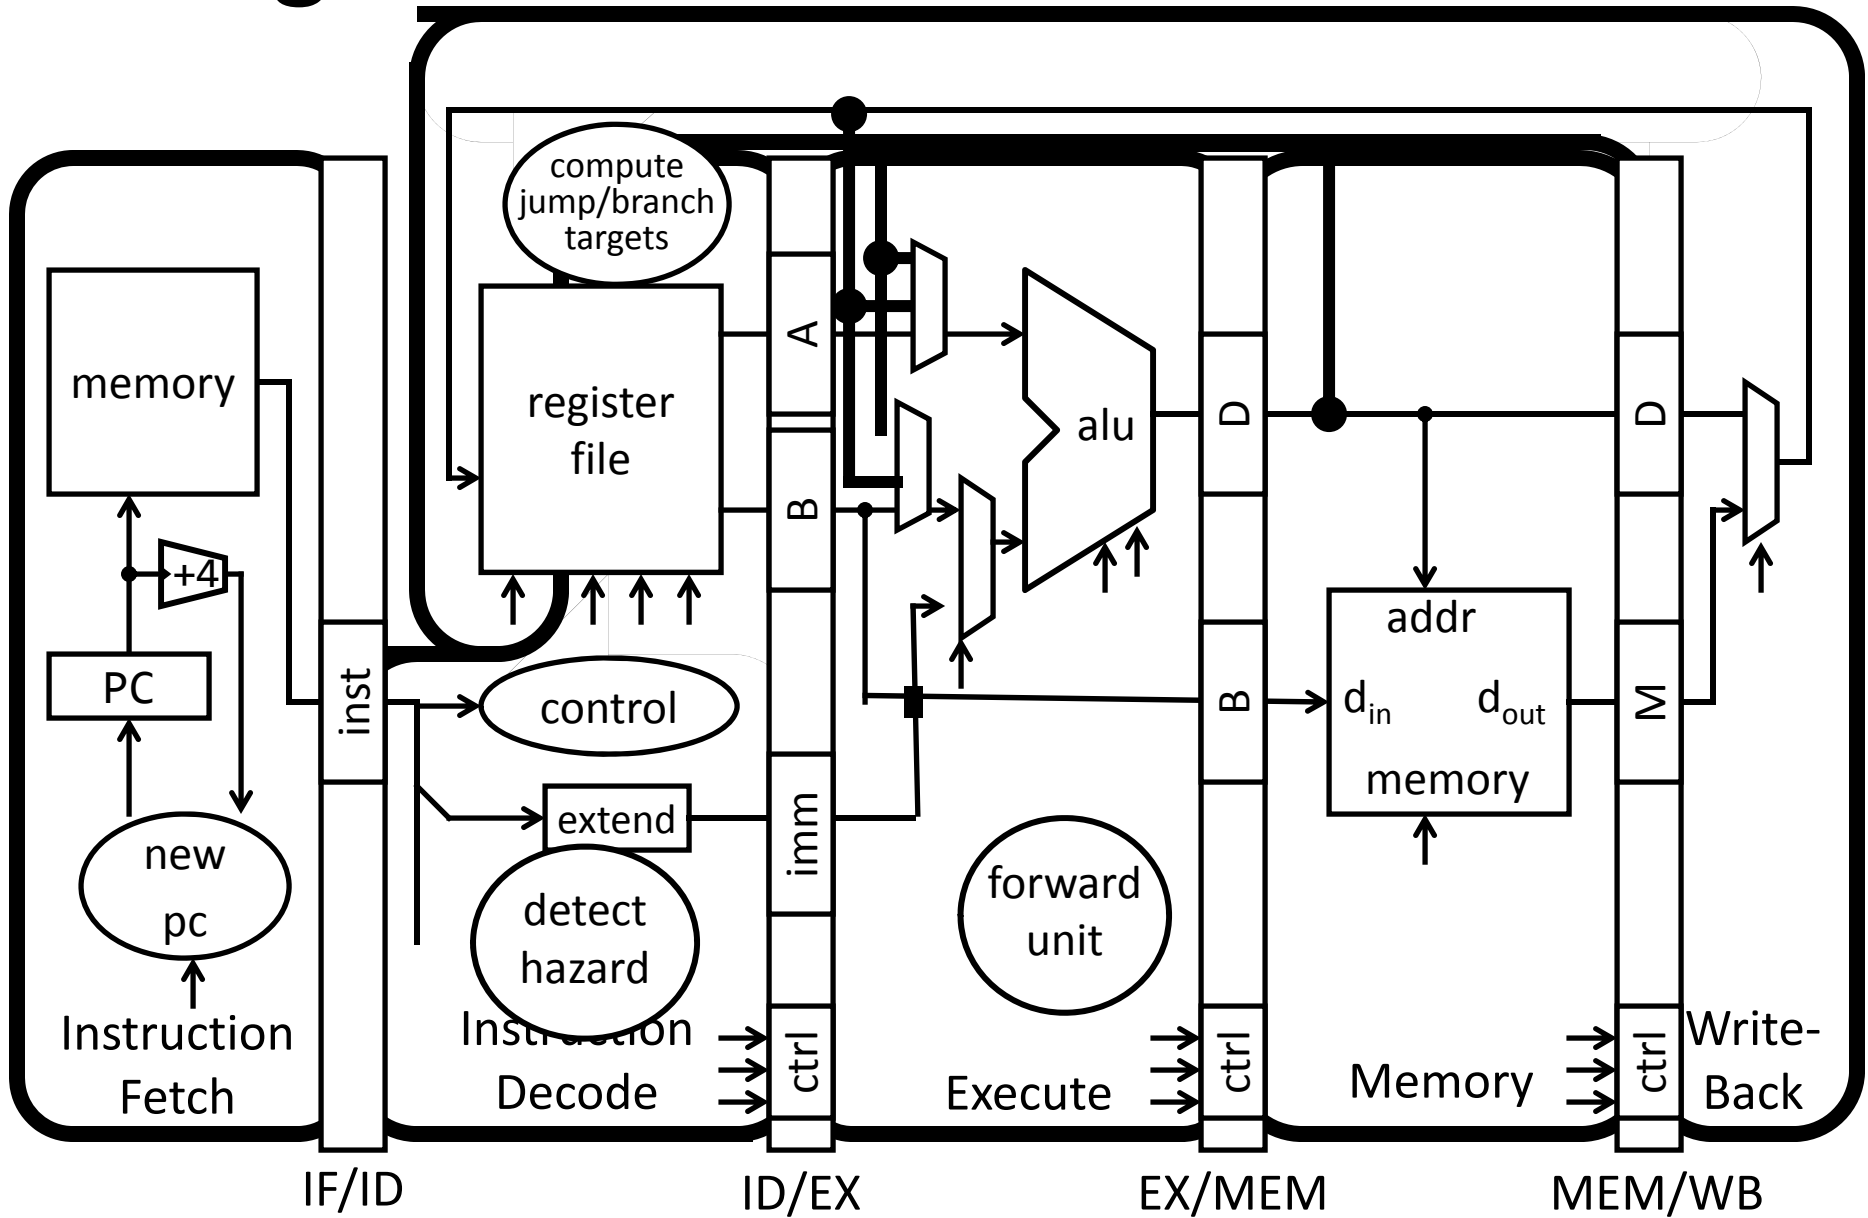 compute
jump/branch
targets
memory
+4
PC
new
pc
Instruction
Fetch
inst
register
file
control
extend
detect
hazard
Instruction
Decode
A
B
imm
ctrl
alu
forward
unit
Execute
D
B
ctrl
addr
d_in
d_out
memory
Memory
D
M
ctrl
Write-
Back
IF/ID
ID/EX
EX/MEM
MEM/WB